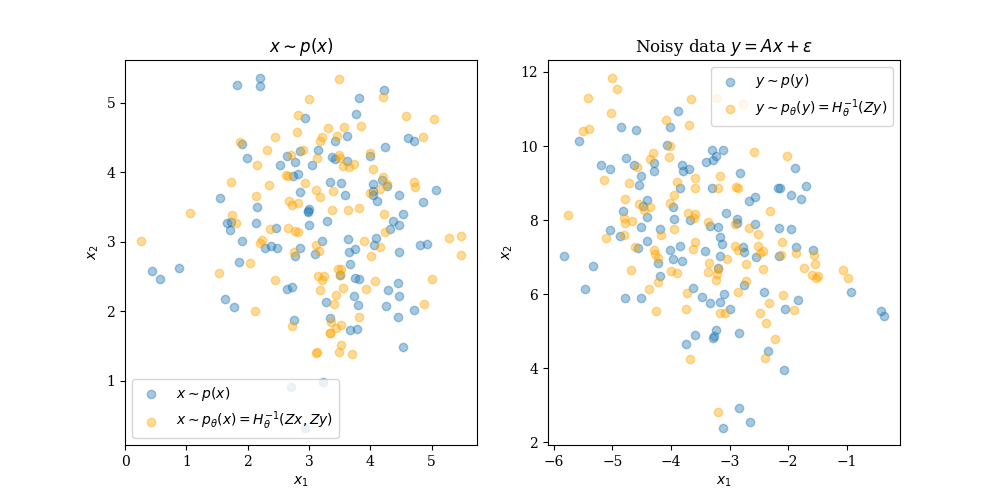 x ∼ p(x)
x₂
5
4
3
2
1
0
1
2
3
4
5
x₁
x ∼ p(x)
x ∼ p_θ(x) = H_θ⁻¹(Zx, Zy)
Noisy data y = Ax + ε
x₂
12
10
8
6
4
2
−6
−5
−4
−3
−2
−1
x₁
y ∼ p(y)
y ∼ p_θ(y) = H_θ⁻¹(Zy)